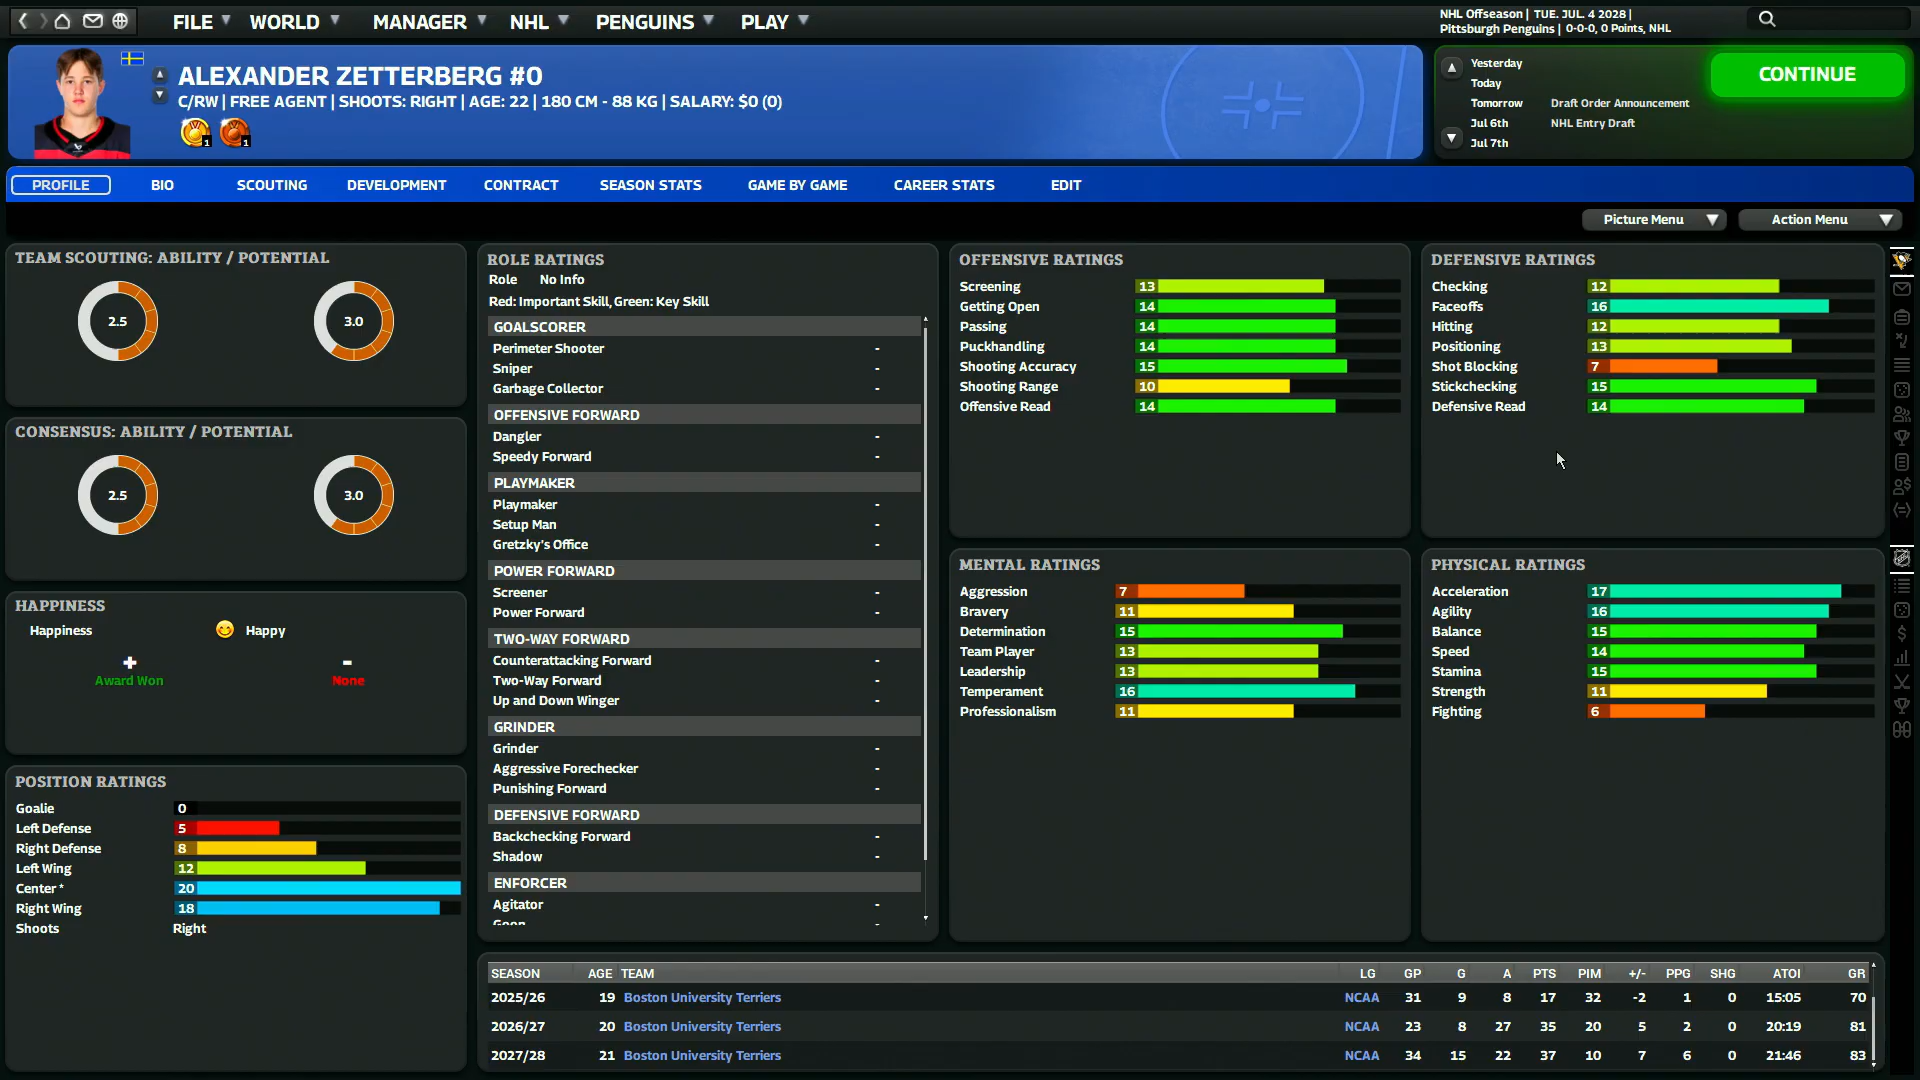 FILE WORLD MANAGER NHL PENGUINS PLAY
NHL Offseason | TUE. JUL. 4 2028 |
Pittsburgh Penguins | 0-0-0, 0 Points, NHL
ALEXANDER ZETTERBERG #0
C/RW | FREE AGENT | SHOOTS: RIGHT | AGE: 22 | 180 CM - 88 KG | SALARY: $0 (0)
1 1
Yesterday
Today
Tomorrow Draft Order Announcement
Jul 6th NHL Entry Draft
Jul 7th
CONTINUE
PROFILE BIO SCOUTING DEVELOPMENT CONTRACT SEASON STATS GAME BY GAME CAREER STATS EDIT
Picture Menu Action Menu
TEAM SCOUTING: ABILITY / POTENTIAL
2.5 3.0
CONSENSUS: ABILITY / POTENTIAL
2.5 3.0
HAPPINESS
Happiness Happy
+ -
Award Won None
POSITION RATINGS
Goalie 0
Left Defense 5
Right Defense 8
Left Wing 12
Center * 20
Right Wing 18
Shoots Right
ROLE RATINGS
Role No Info
Red: Important Skill, Green: Key Skill
GOALSCORER
Perimeter Shooter -
Sniper -
Garbage Collector -
OFFENSIVE FORWARD
Dangler -
Speedy Forward -
PLAYMAKER
Playmaker -
Setup Man -
Gretzky's Office -
POWER FORWARD
Screener -
Power Forward -
TWO-WAY FORWARD
Counterattacking Forward -
Two-Way Forward -
Up and Down Winger -
GRINDER
Grinder -
Aggressive Forechecker -
Punishing Forward -
DEFENSIVE FORWARD
Backchecking Forward -
Shadow -
ENFORCER
Agitator -
Goon -
OFFENSIVE RATINGS
Screening 13
Getting Open 14
Passing 14
Puckhandling 14
Shooting Accuracy 15
Shooting Range 10
Offensive Read 14
DEFENSIVE RATINGS
Checking 12
Faceoffs 16
Hitting 12
Positioning 13
Shot Blocking 7
Stickchecking 15
Defensive Read 14
MENTAL RATINGS
Aggression 7
Bravery 11
Determination 15
Team Player 13
Leadership 13
Temperament 16
Professionalism 11
PHYSICAL RATINGS
Acceleration 17
Agility 16
Balance 15
Speed 14
Stamina 15
Strength 11
Fighting 6
SEASON AGE TEAM LG GP G A PTS PIM +/- PPG SHG ATOI GR
2025/26 19 Boston University Terriers NCAA 31 9 8 17 32 -2 1 0 15:05 70
2026/27 20 Boston University Terriers NCAA 23 8 27 35 20 5 2 0 20:19 81
2027/28 21 Boston University Terriers NCAA 34 15 22 37 10 7 6 0 21:46 83